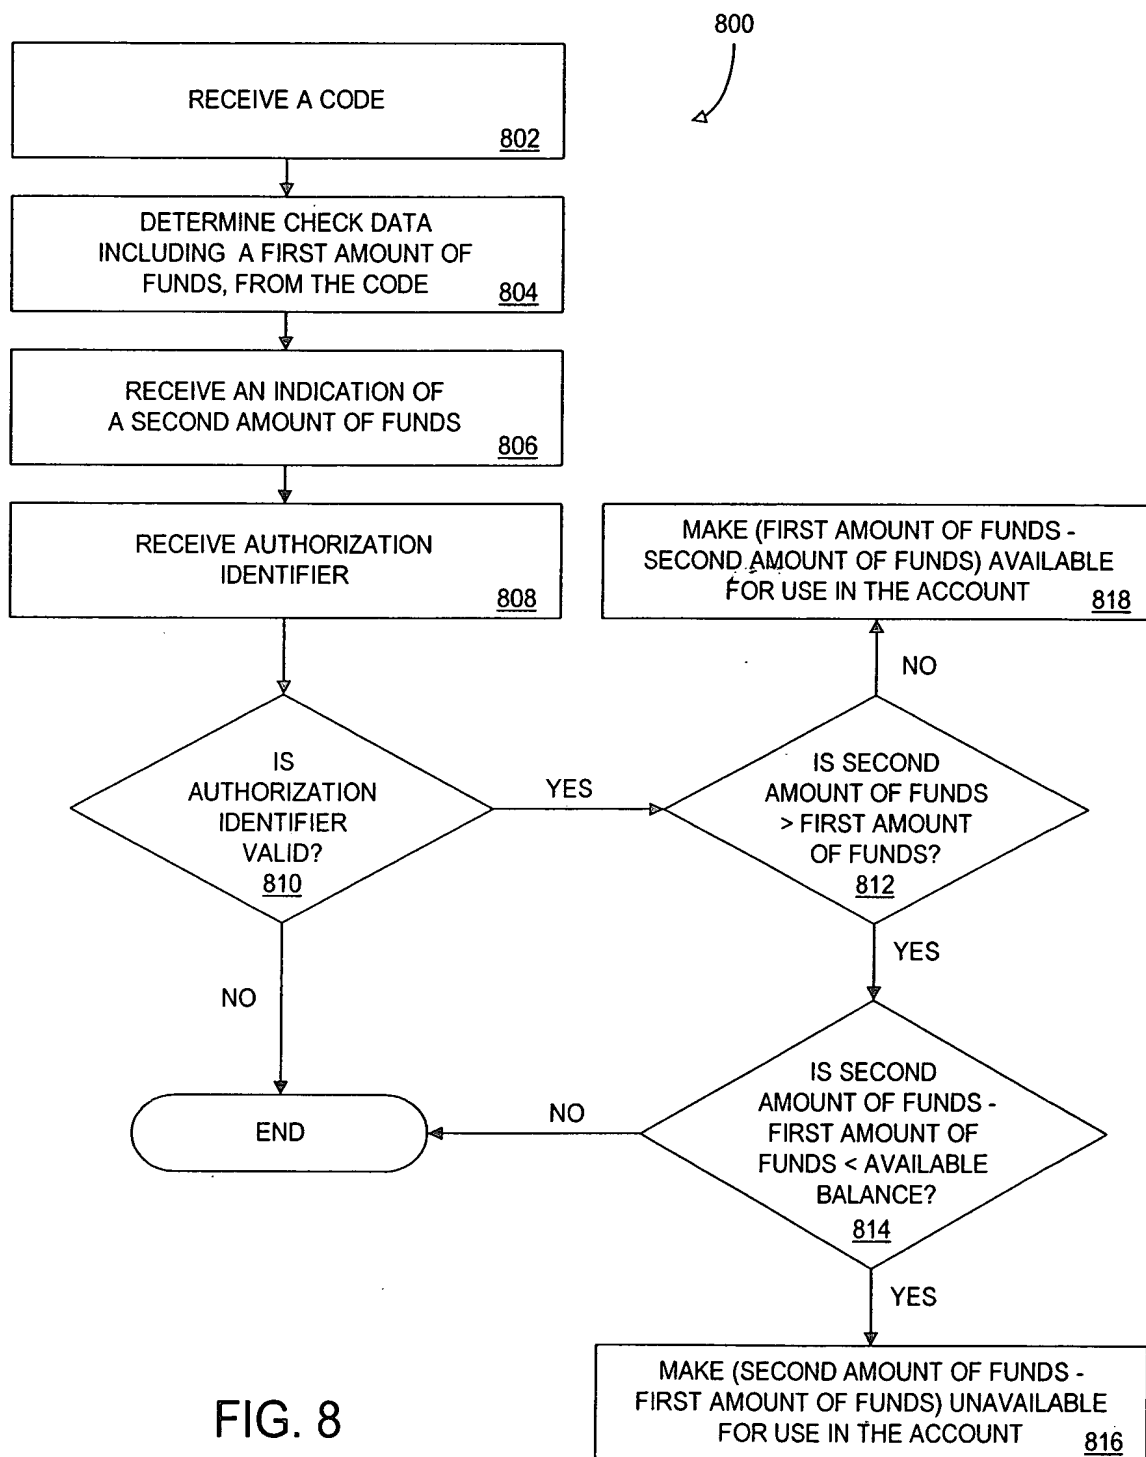 800
RECEIVE A CODE
802
DETERMINE CHECK DATA
INCLUDING A FIRST AMOUNT OF
FUNDS, FROM THE CODE
804
RECEIVE AN INDICATION OF
A SECOND AMOUNT OF FUNDS
806
RECEIVE AUTHORIZATION
IDENTIFIER
808
MAKE (FIRST AMOUNT OF FUNDS -
SECOND AMOUNT OF FUNDS) AVAILABLE
FOR USE IN THE ACCOUNT
818
NO
IS
AUTHORIZATION
IDENTIFIER
VALID?
810
YES
IS SECOND
AMOUNT OF FUNDS
> FIRST AMOUNT
OF FUNDS?
812
YES
NO
END
NO
IS SECOND
AMOUNT OF FUNDS -
FIRST AMOUNT OF
FUNDS < AVAILABLE
BALANCE?
814
YES
MAKE (SECOND AMOUNT OF FUNDS -
FIRST AMOUNT OF FUNDS) UNAVAILABLE
FOR USE IN THE ACCOUNT
816
FIG. 8